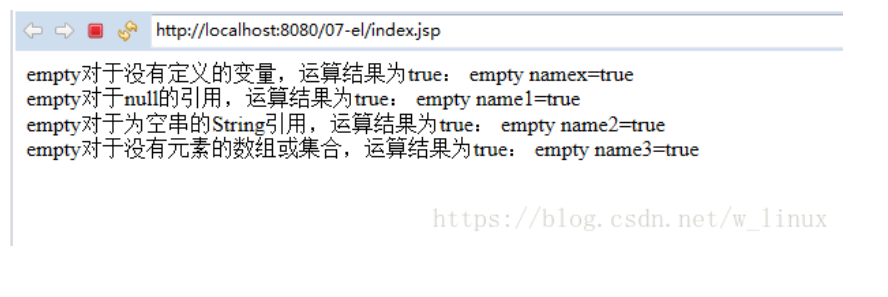 http://localhost:8080/07-el/index.jsp
empty对于没有定义的变量，运算结果为true： empty namex=true
empty对于null的引用，运算结果为true： empty name1=true
empty对于为空串的String引用，运算结果为true： empty name2=true
empty对于没有元素的数组或集合，运算结果为true： empty name3=true
https://blog.csdn.net/w_linux